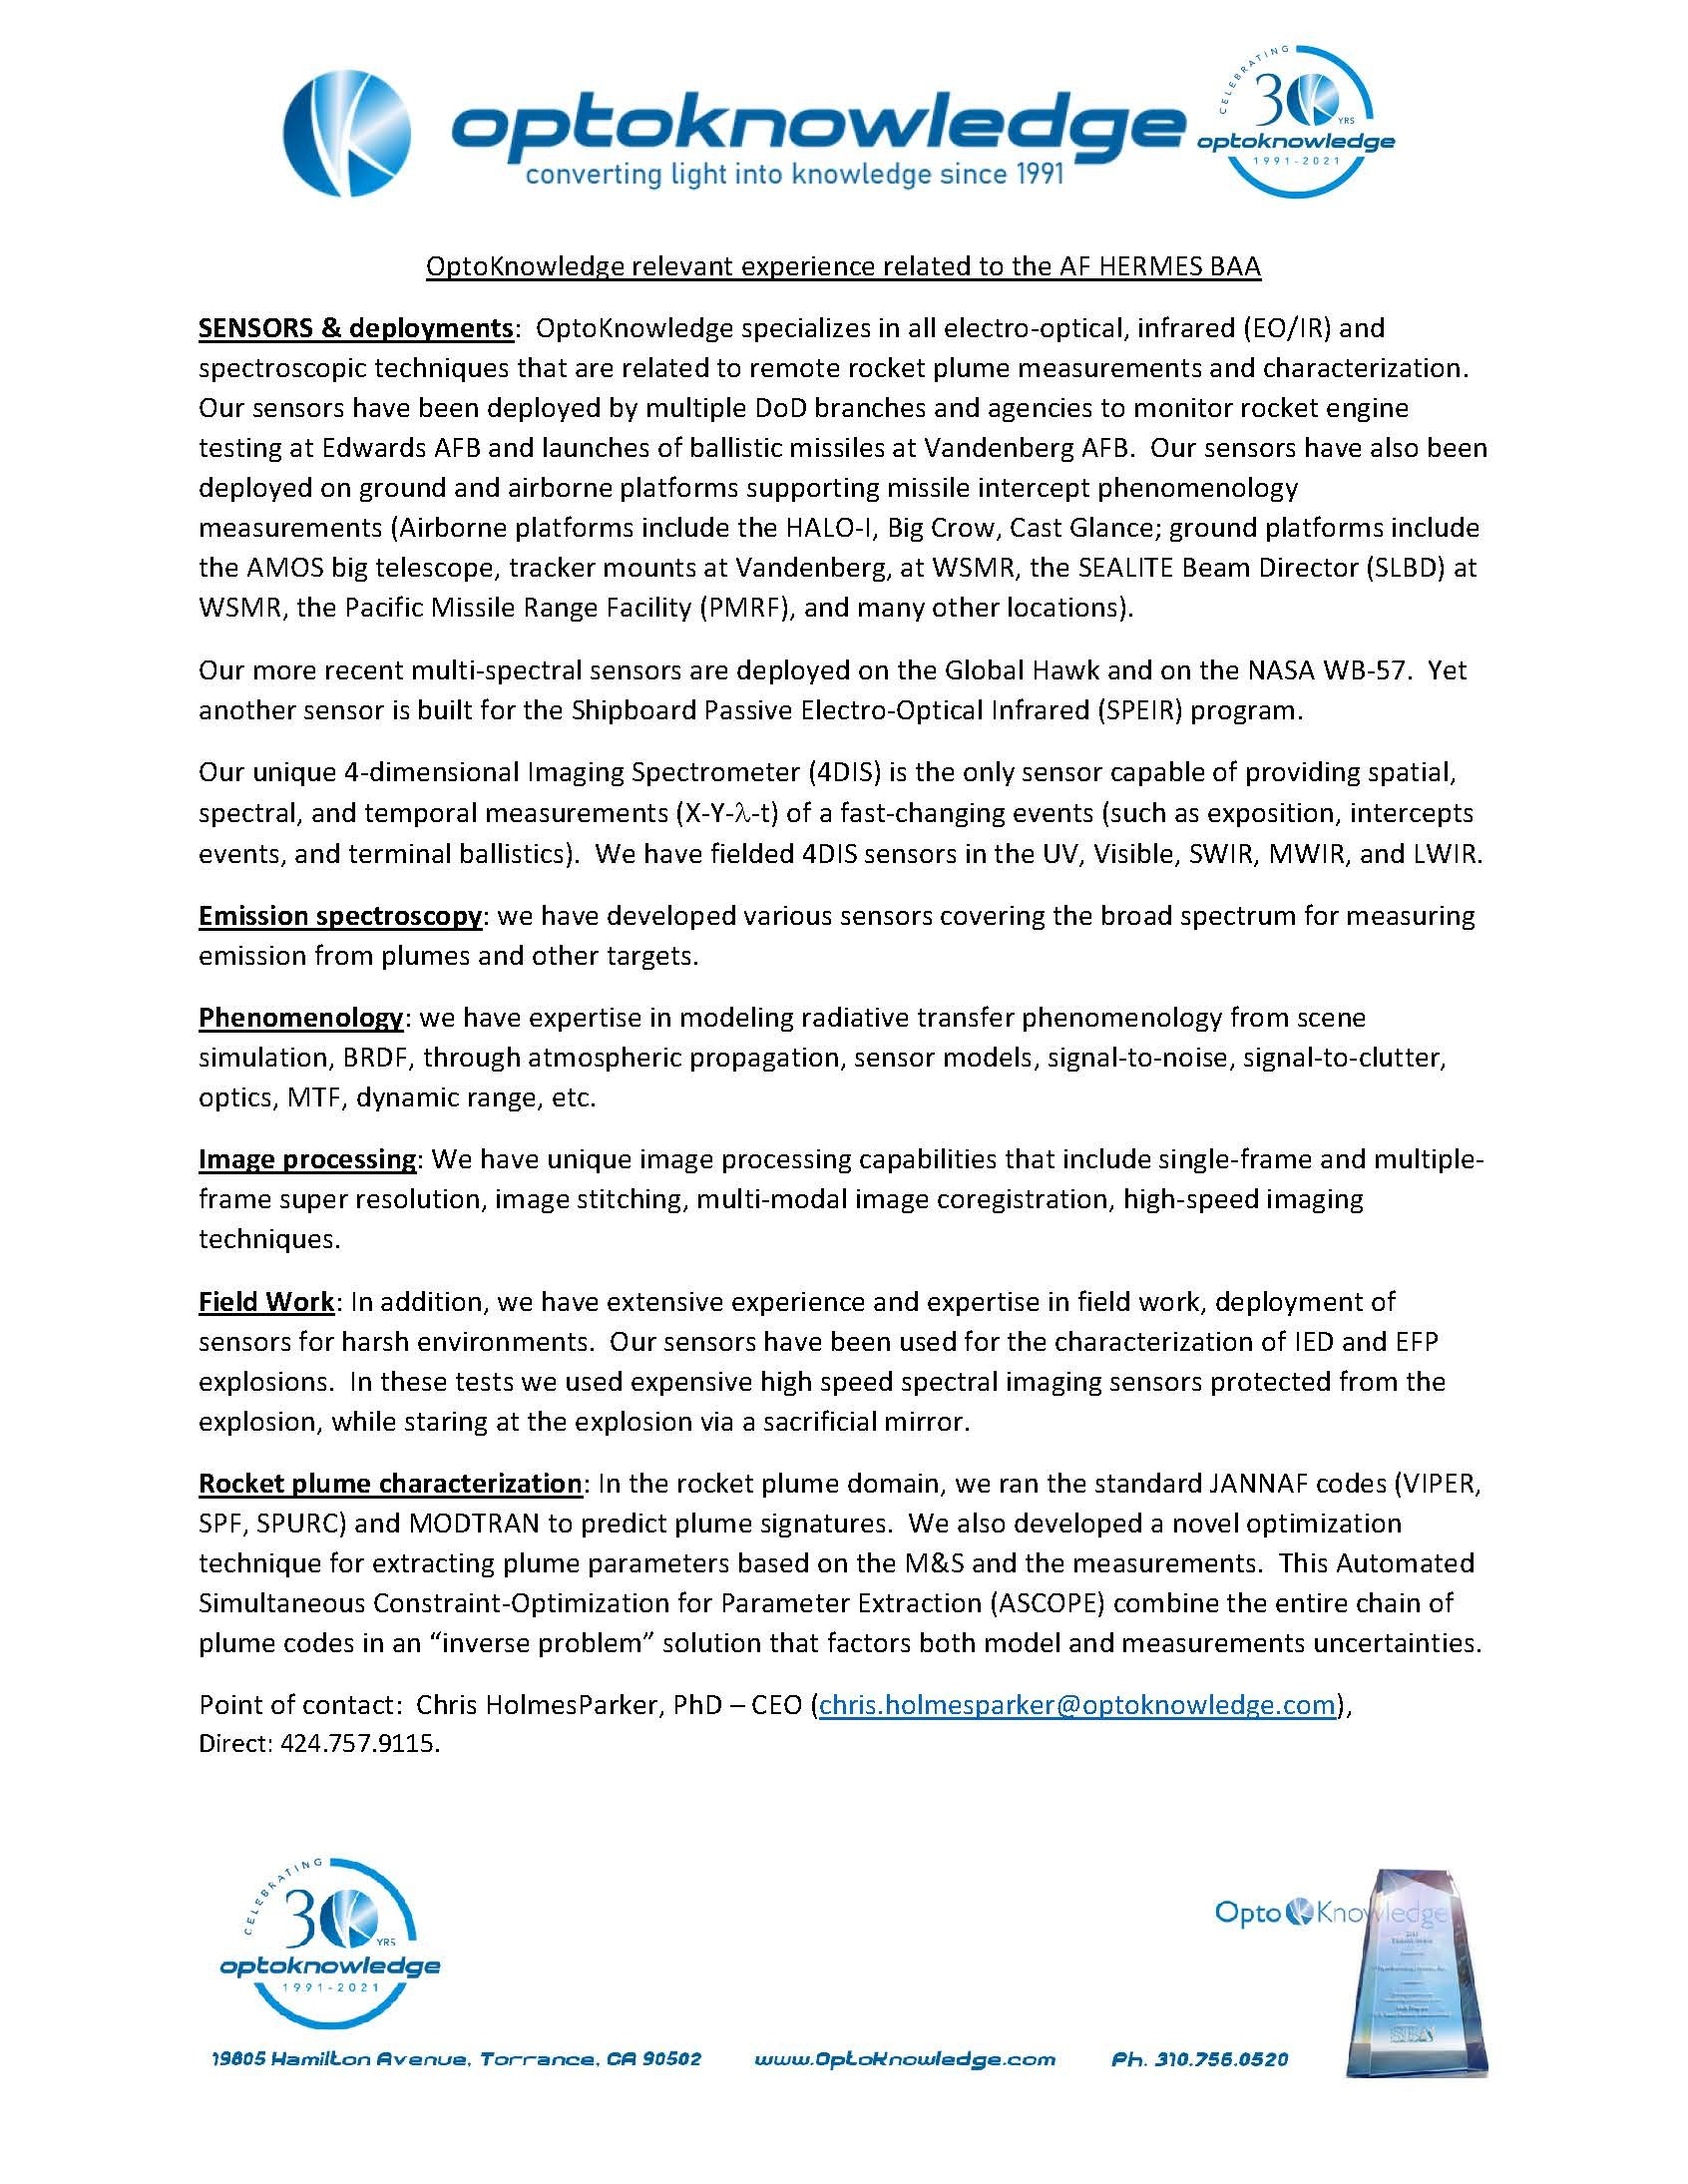 CELEBRATING
30
YRS
optoknowledge
1991-2021
optoknowledge
converting light into knowledge since 1991
OptoKnowledge relevant experience related to the AF HERMES BAA
SENSORS & deployments: OptoKnowledge specializes in all electro-optical, infrared (EO/IR) and
spectroscopic techniques that are related to remote rocket plume measurements and characterization.
Our sensors have been deployed by multiple DoD branches and agencies to monitor rocket engine
testing at Edwards AFB and launches of ballistic missiles at Vandenberg AFB. Our sensors have also been
deployed on ground and airborne platforms supporting missile intercept phenomenology
measurements (Airborne platforms include the HALO-I, Big Crow, Cast Glance; ground platforms include
the AMOS big telescope, tracker mounts at Vandenberg, at WSMR, the SEALITE Beam Director (SLBD) at
WSMR, the Pacific Missile Range Facility (PMRF), and many other locations).
Our more recent multi-spectral sensors are deployed on the Global Hawk and on the NASA WB-57. Yet
another sensor is built for the Shipboard Passive Electro-Optical Infrared (SPEIR) program.
Our unique 4-dimensional Imaging Spectrometer (4DIS) is the only sensor capable of providing spatial,
spectral, and temporal measurements (X-Y-λ-t) of a fast-changing events (such as exposition, intercepts
events, and terminal ballistics). We have fielded 4DIS sensors in the UV, Visible, SWIR, MWIR, and LWIR.
Emission spectroscopy: we have developed various sensors covering the broad spectrum for measuring
emission from plumes and other targets.
Phenomenology: we have expertise in modeling radiative transfer phenomenology from scene
simulation, BRDF, through atmospheric propagation, sensor models, signal-to-noise, signal-to-clutter,
optics, MTF, dynamic range, etc.
Image processing: We have unique image processing capabilities that include single-frame and multiple-
frame super resolution, image stitching, multi-modal image coregistration, high-speed imaging
techniques.
Field Work: In addition, we have extensive experience and expertise in field work, deployment of
sensors for harsh environments. Our sensors have been used for the characterization of IED and EFP
explosions. In these tests we used expensive high speed spectral imaging sensors protected from the
explosion, while staring at the explosion via a sacrificial mirror.
Rocket plume characterization: In the rocket plume domain, we ran the standard JANNAF codes (VIPER,
SPF, SPURC) and MODTRAN to predict plume signatures. We also developed a novel optimization
technique for extracting plume parameters based on the M&S and the measurements. This Automated
Simultaneous Constraint-Optimization for Parameter Extraction (ASCOPE) combine the entire chain of
plume codes in an “inverse problem” solution that factors both model and measurements uncertainties.
Point of contact: Chris HolmesParker, PhD – CEO (chris.holmesparker@optoknowledge.com),
Direct: 424.757.9115.
CELEBRATING
30
YRS
optoknowledge
1991-2021
Opto Knowledge
SBA
19805 Hamilton Avenue, Torrance, CA 90502 www.OptoKnowledge.com Ph. 310.756.0520